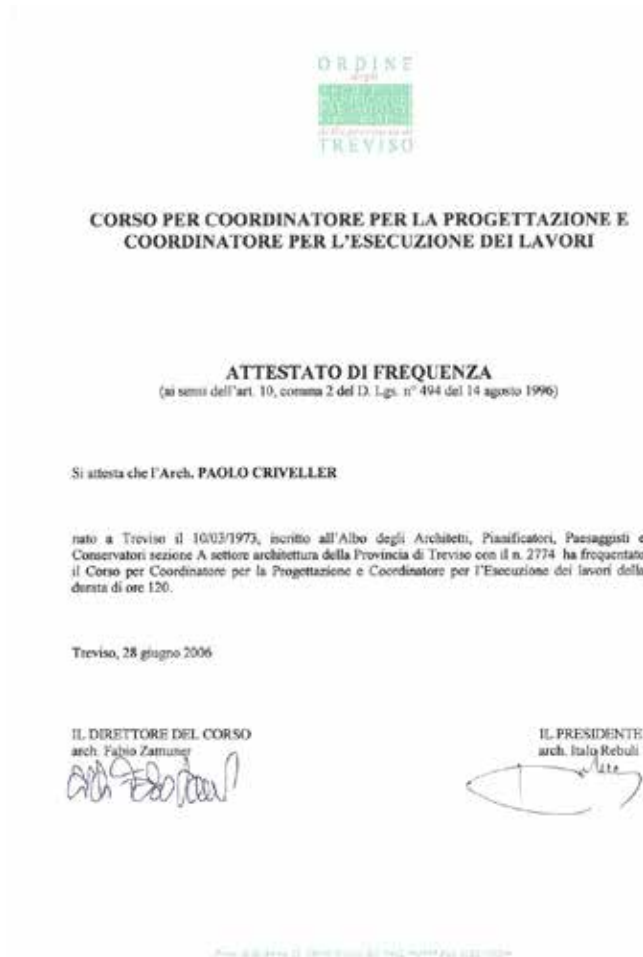 ORDINE
degli
TREVISO
CORSO PER COORDINATORE PER LA PROGETTAZIONE E
COORDINATORE PER L'ESECUZIONE DEI LAVORI
ATTESTATO DI FREQUENZA
(ai sensi dell'art. 10, comma 2 del D. Lgs. n° 494 del 14 agosto 1996)
Si attesta che l'Arch. PAOLO CRIVELLER
nato a Treviso il 10/03/1973, iscritto all'Albo degli Architetti, Pianificatori, Paesaggisti e
Conservatori sezione A settore architettura della Provincia di Treviso con il n. 2774 ha frequentato
il Corso per Coordinatore per la Progettazione e Coordinatore per l'Esecuzione dei lavori della
durata di ore 120.
Treviso, 28 giugno 2006
IL DIRETTORE DEL CORSO
arch. Fabio Zamuner
IL PRESIDENTE
arch. Italo Rebuli